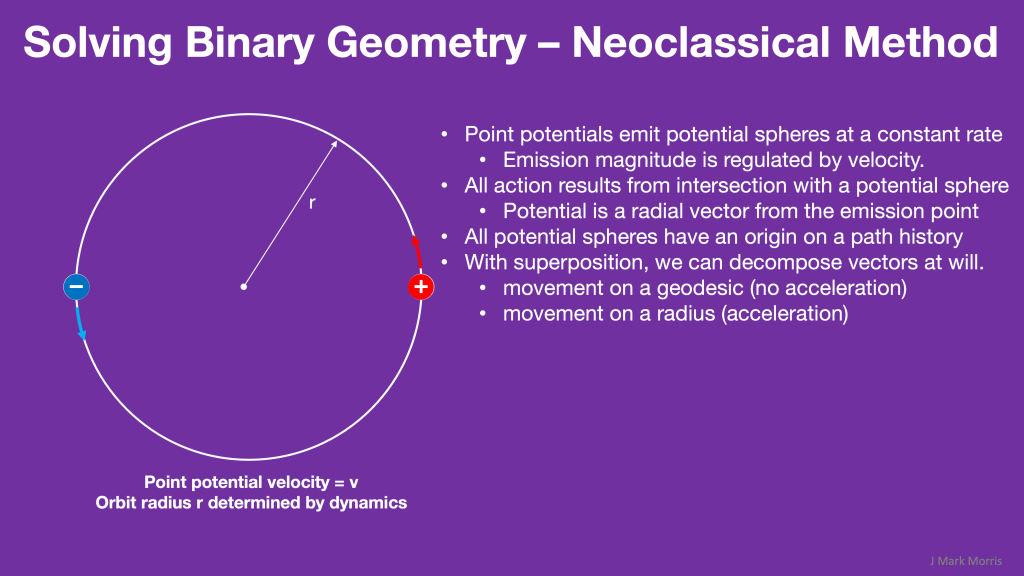 Solving Binary Geometry – Neoclassical Method
• Point potentials emit potential spheres at a constant rate
• Emission magnitude is regulated by velocity.
• All action results from intersection with a potential sphere
• Potential is a radial vector from the emission point
• All potential spheres have an origin on a path history
• With superposition, we can decompose vectors at will.
• movement on a geodesic (no acceleration)
• movement on a radius (acceleration)
r
−
+
Point potential velocity = v
Orbit radius r determined by dynamics
J Mark Morris